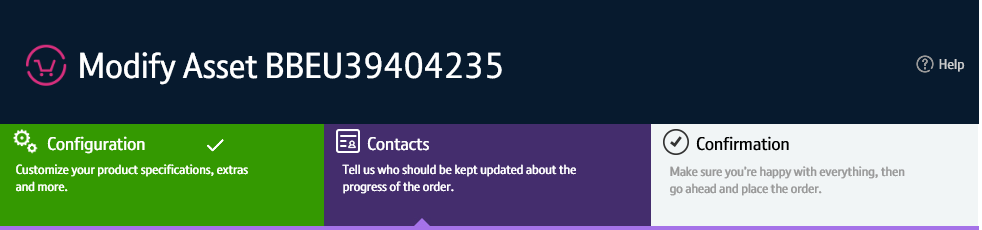 Modify Asset BBEU39404235
Help
Configuration
Customize your product specifications, extras
and more.
Contacts
Tell us who should be kept updated about the
progress of the order.
Confirmation
Make sure you're happy with everything, then
go ahead and place the order.